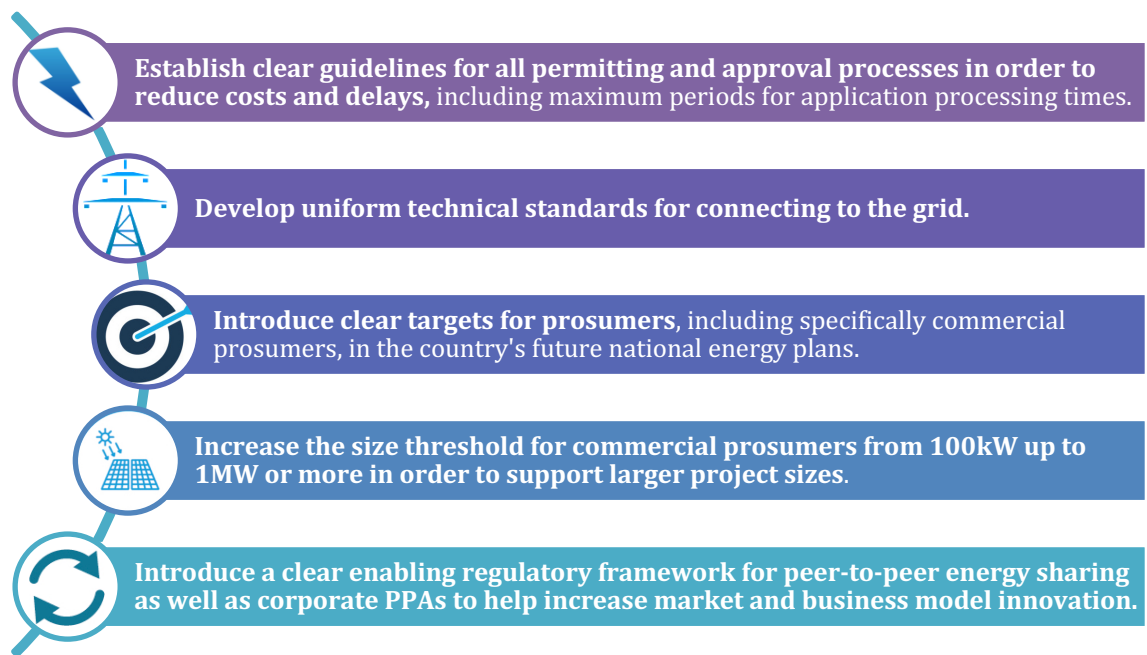 Establish clear guidelines for all permitting and approval processes in order to
reduce costs and delays, including maximum periods for application processing times.
Develop uniform technical standards for connecting to the grid.
Introduce clear targets for prosumers, including specifically commercial
prosumers, in the country's future national energy plans.
Increase the size threshold for commercial prosumers from 100kW up to
1MW or more in order to support larger project sizes.
Introduce a clear enabling regulatory framework for peer-to-peer energy sharing
as well as corporate PPAs to help increase market and business model innovation.